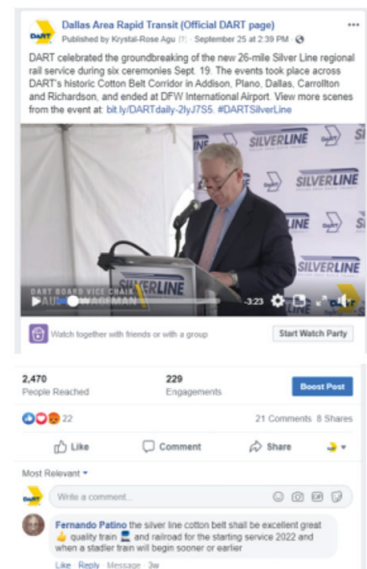 Dallas Area Rapid Transit (Official DART page)
Published by Krystal-Rose Agu [?] · September 25 at 2:39 PM ·
DART celebrated the groundbreaking of the new 26-mile Silver Line regional
rail service during six ceremonies Sept. 19. The events took place across
DART's historic Cotton Belt Corridor in Addison, Plano, Dallas, Carrollton
and Richardson, and ended at DFW International Airport. View more scenes
from the event at: bit.ly/DARTdaily-2lyJ7S5. #DARTSilverLine
SILVERLINE
SILVERLINE
SILVERLINE
SILVERLINE
DART BOARD VICE CHAIR
-3:23
Watch together with friends or with a group
Start Watch Party
2,470
People Reached
229
Engagements
Boost Post
22
21 Comments 8 Shares
Like
Comment
Share
Most Relevant
DART
Write a comment...
GIF
Fernando Patino the silver line cotton belt shall be excellent great
quality train and railroad for the starting service 2022 and
when a stadler train will begin sooner or earlier
Like Reply Message 3w